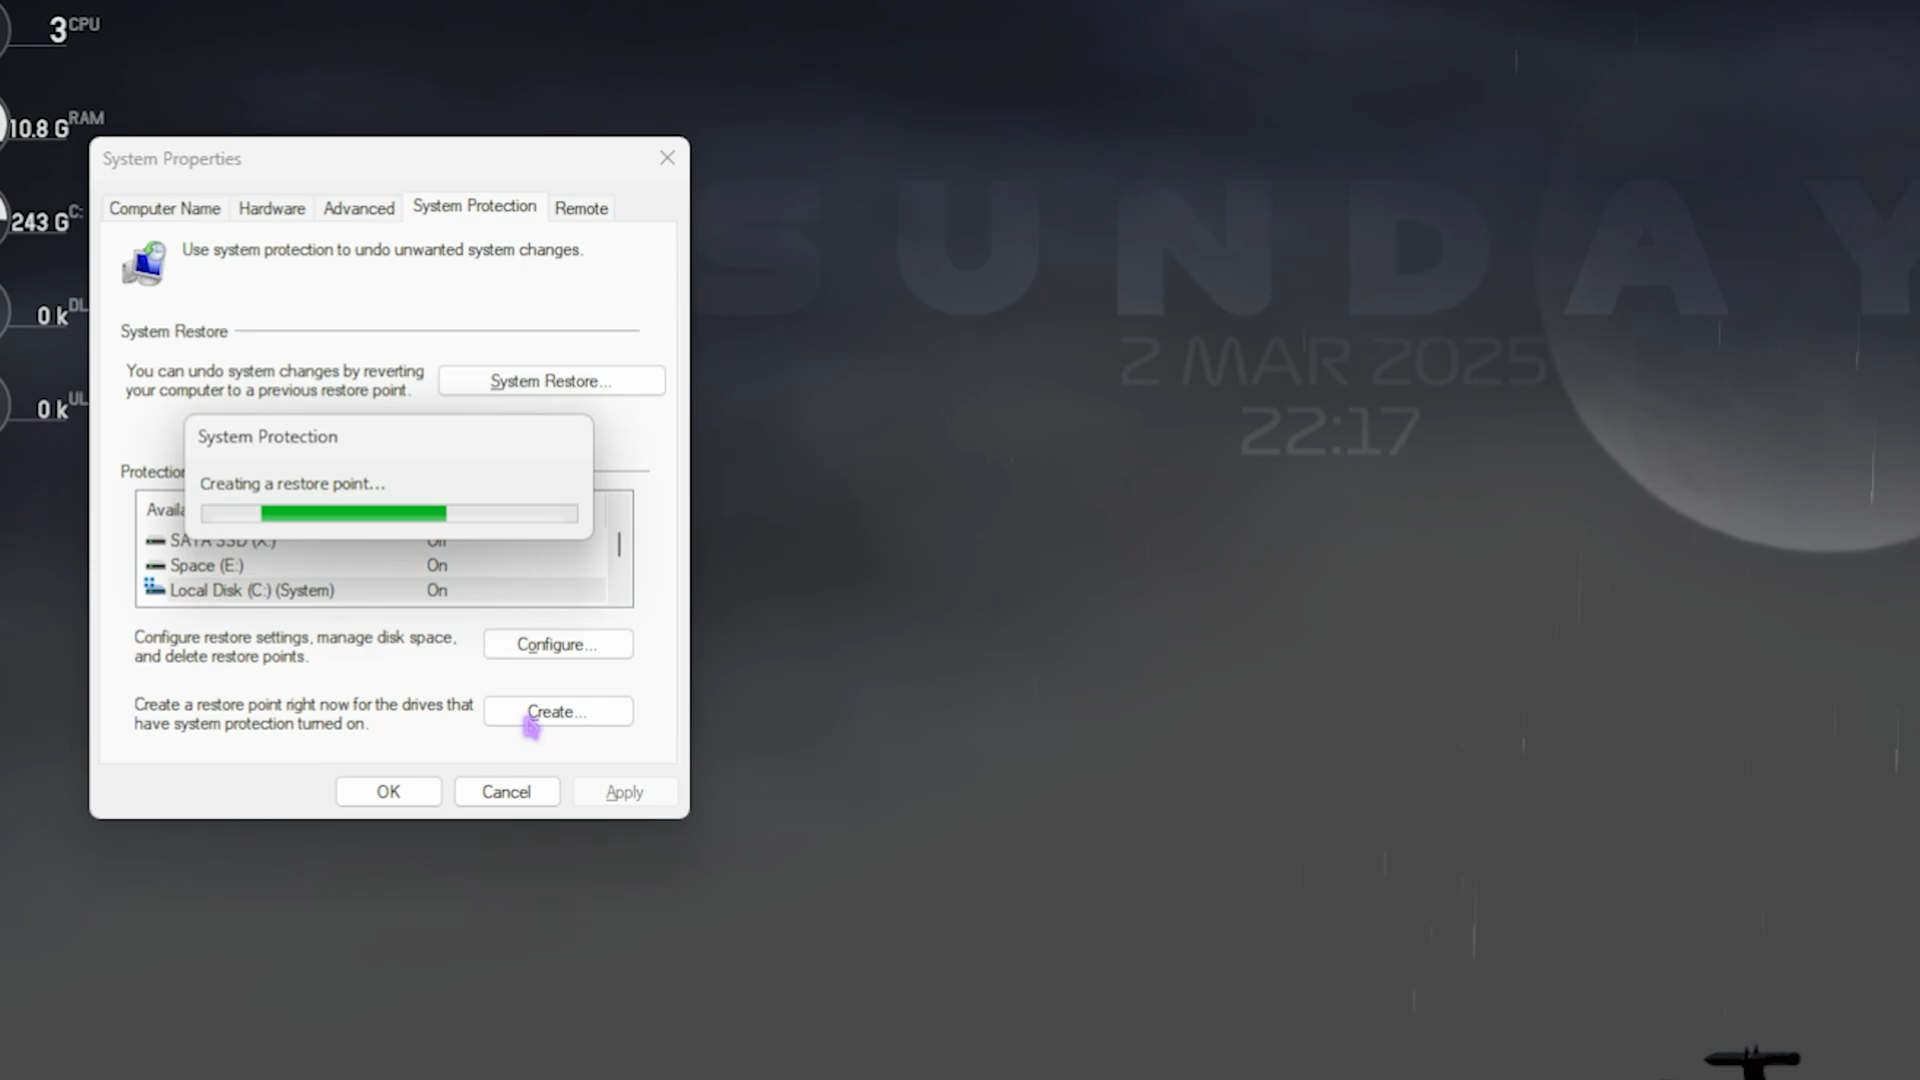 3 CPU
10.8 G RAM
243 G C:
0 k DL
0 k UL
System Properties
Computer Name Hardware Advanced System Protection Remote
Use system protection to undo unwanted system changes.
System Restore
You can undo system changes by reverting
your computer to a previous restore point.
System Restore...
System Protection
Creating a restore point...
SATA SSD (X:) Off
Space (E:) On
Local Disk (C:) (System) On
Configure restore settings, manage disk space,
and delete restore points.
Configure...
Create a restore point right now for the drives that
have system protection turned on.
Create...
OK Cancel Apply
SUNDAY
2 MAR 2025
22:17